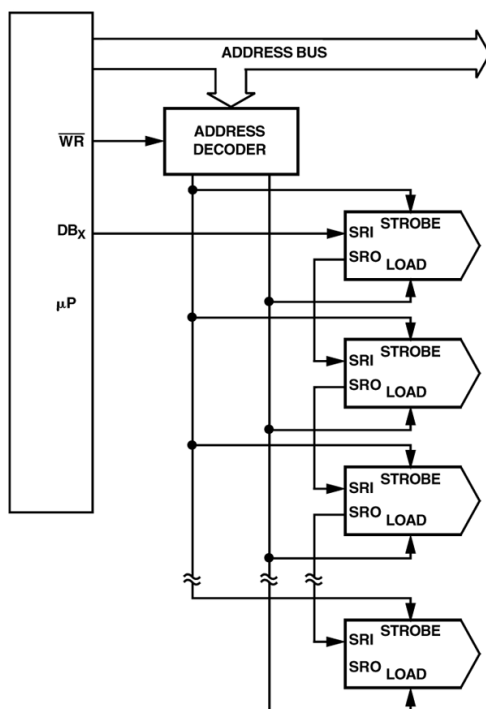 ADDRESS BUS
WR
ADDRESS
DECODER
STROBE
DBX
SRI
SRO
LOAD
μP
STROBE
SRI
SRO
LOAD
STROBE
SRI
SRO
LOAD
STROBE
SRI
SRO
LOAD